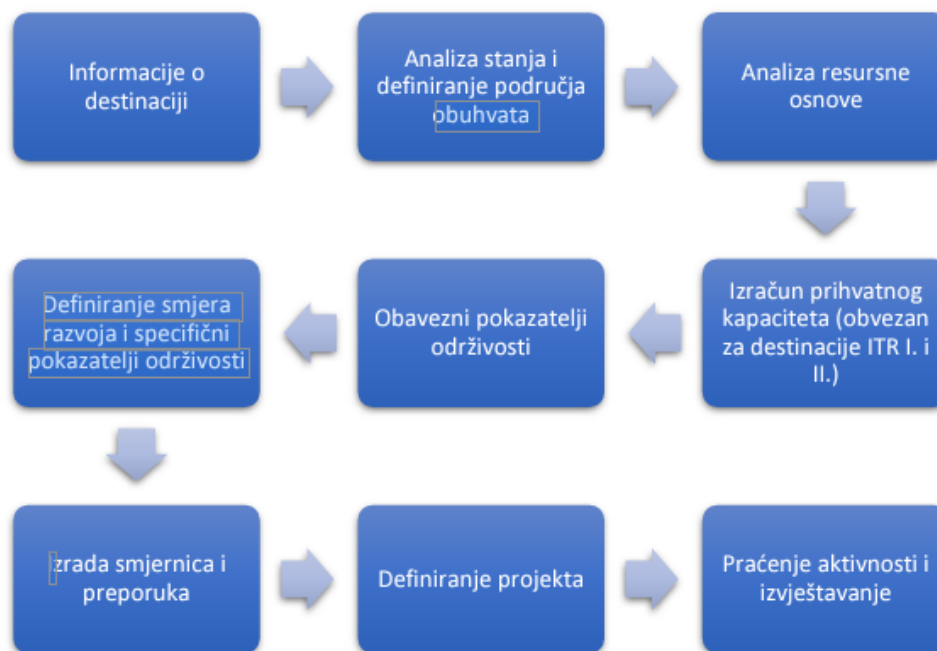 Informacije o
destinaciji
Analiza stanja i
definiranje područja
obuhvata
Analiza resursne
osnove
Izračun prihvatnog
kapaciteta (obvezan
za destinacije ITR I. i
II.)
Obavezni pokazatelji
održivosti
Definiranje smjera
razvoja i specifični
pokazatelji održivosti
Izrada smjernica i
preporuka
Definiranje projekta
Praćenje aktivnosti i
izvještavanje